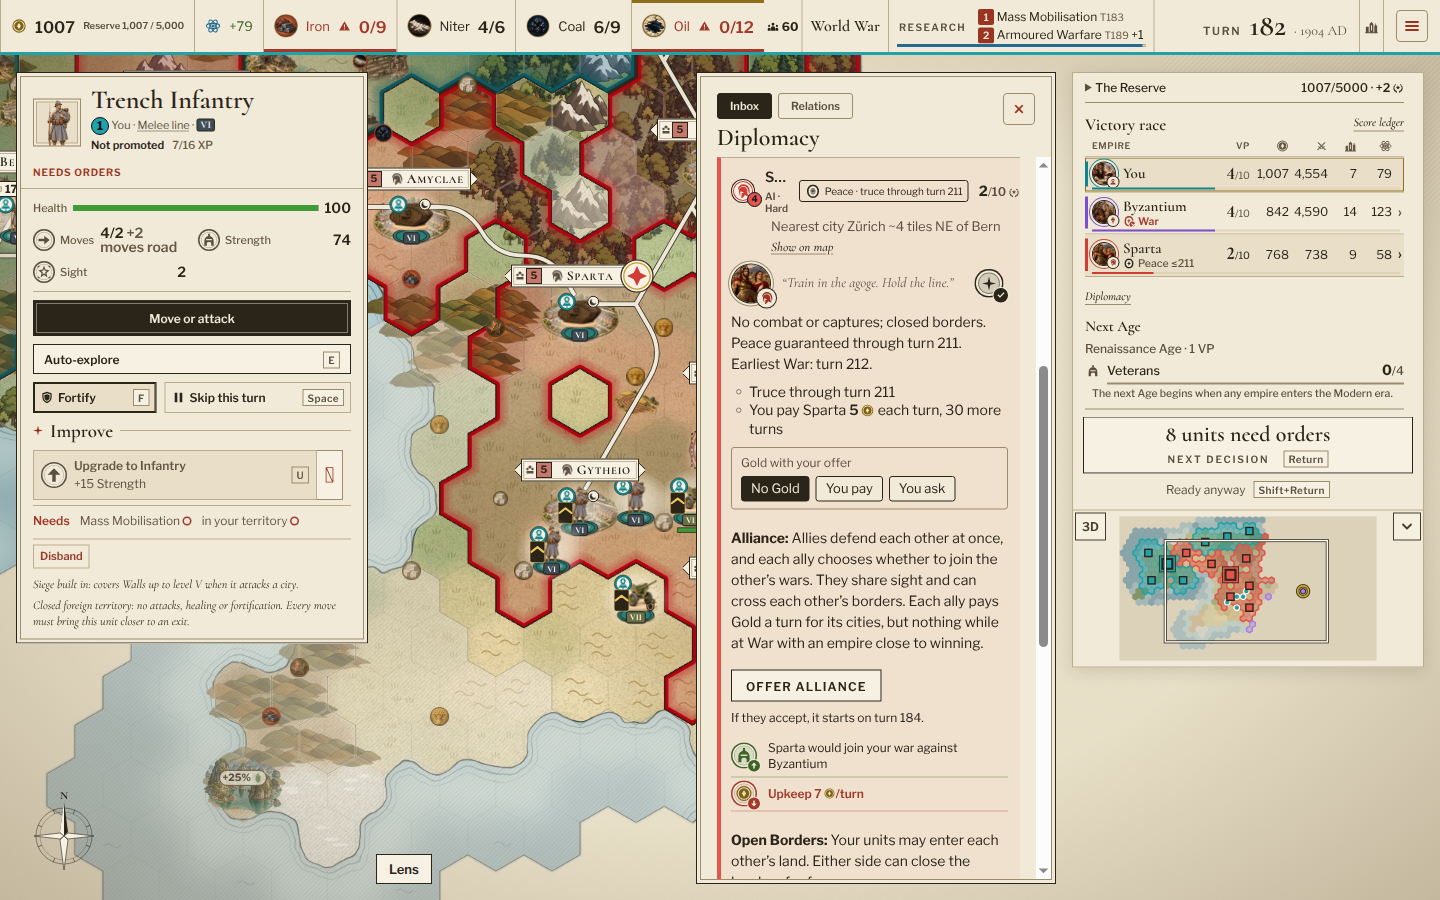 1007 Reserve 1,007 / 5,000
+79
Iron 0/9
Niter 4/6
Coal 6/9
Oil 0/12
60
World War
RESEARCH
1 Mass Mobilisation T183
2 Armoured Warfare T189 +1
TURN 182 · 1904 AD
Trench Infantry
1 You · Melee line · VI
Not promoted 7/16 XP
NEEDS ORDERS
Health 100
Moves 4/2 +2 moves road
Strength 74
Sight 2
Move or attack
Auto-explore E
Fortify F
Skip this turn Space
Improve
Upgrade to Infantry
+15 Strength
U
Needs Mass Mobilisation in your territory
Disband
Siege built in: covers Walls up to level V when it attacks a city.
Closed foreign territory: no attacks, healing or fortification. Every move
must bring this unit closer to an exit.
BE
17
5 AMYCLAE
VI
5
5 SPARTA
VI
5 GYTHEIO
VI
VI
VI
VI
VII
+25%
N
Lens
Inbox
Relations
×
Diplomacy
S...
4
AI · Hard
Peace · truce through turn 211
2/10
Nearest city Zürich ~4 tiles NE of Bern
Show on map
“Train in the agoge. Hold the line.”
No combat or captures; closed borders.
Peace guaranteed through turn 211.
Earliest War: turn 212.
Truce through turn 211
You pay Sparta 5 each turn, 30 more
turns
Gold with your offer
No Gold
You pay
You ask
Alliance: Allies defend each other at once,
and each ally chooses whether to join the
other’s wars. They share sight and can
cross each other’s borders. Each ally pays
Gold a turn for its cities, but nothing while
at War with an empire close to winning.
OFFER ALLIANCE
If they accept, it starts on turn 184.
Sparta would join your war against
Byzantium
Upkeep 7 /turn
Open Borders: Your units may enter each
other’s land. Either side can close the
The Reserve 1007/5000 · +2
Victory race
Score ledger
EMPIRE VP
You 4/10 1,007 4,554 7 79
Byzantium 4/10 842 4,590 14 123 ›
War
Sparta 2/10 768 738 9 58 ›
Peace ≤211
Diplomacy
Next Age
Renaissance Age · 1 VP
Veterans 0/4
The next Age begins when any empire enters the Modern era.
8 units need orders
NEXT DECISION Return
Ready anyway Shift+Return
3D